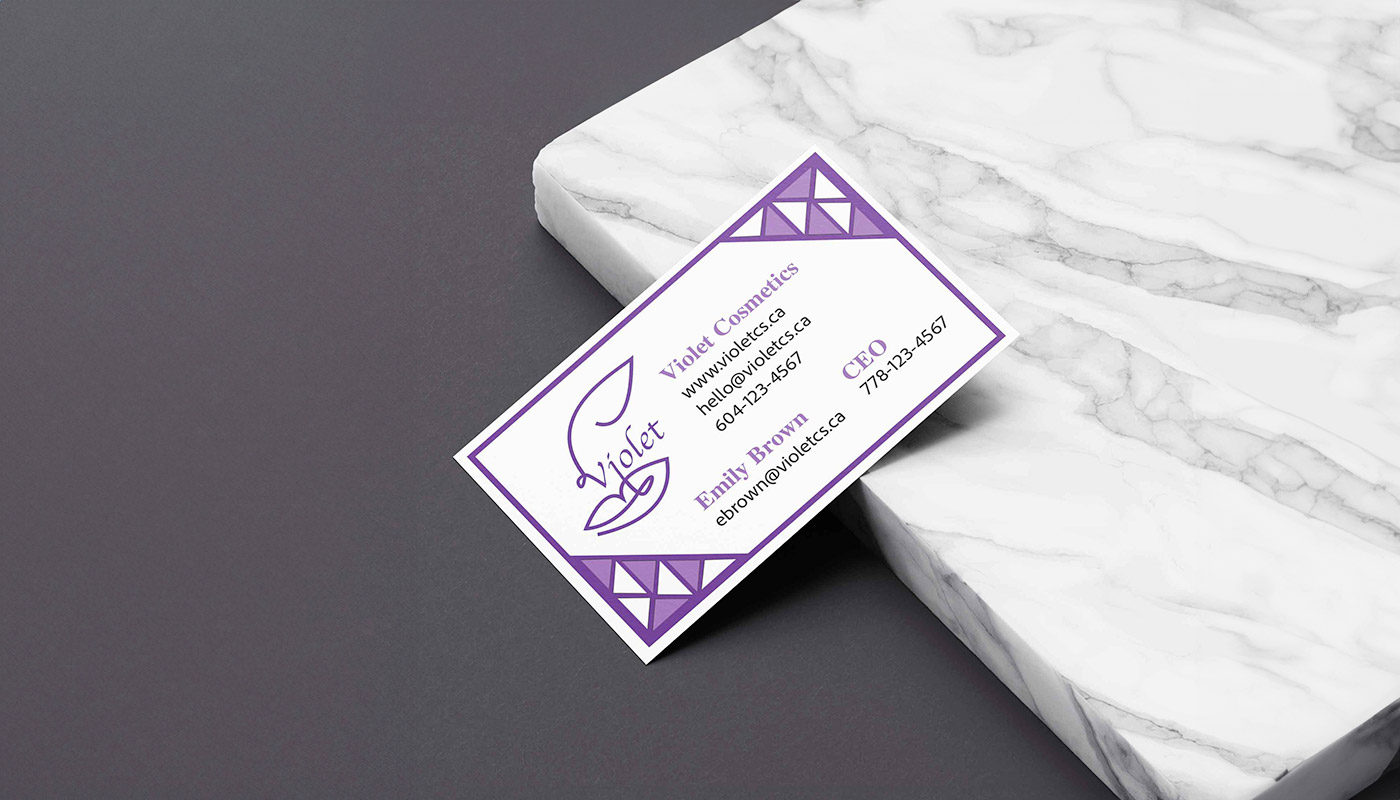 Violet
Violet Cosmetics
www.violetcs.ca
hello@violetcs.ca
604-123-4567
Emily Brown
ebrown@violetcs.ca
CEO
778-123-4567